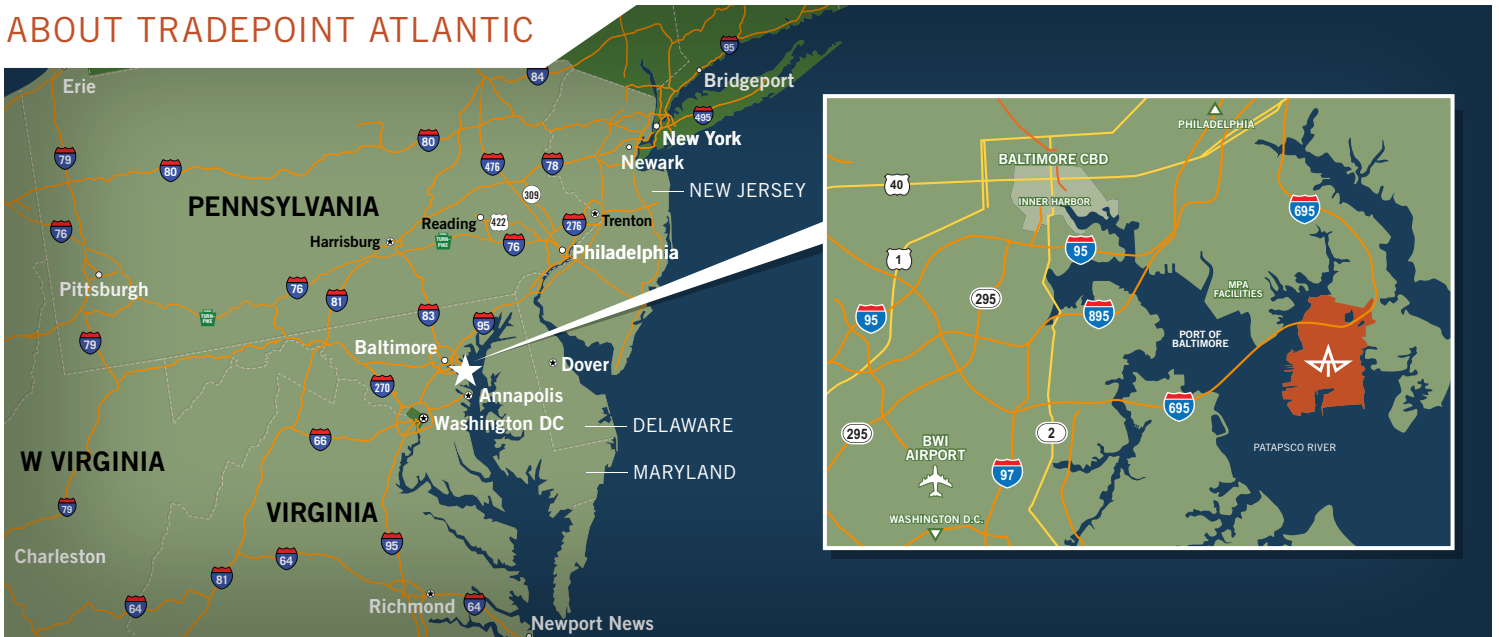 ABOUT TRADEPOINT ATLANTIC
95
Erie
84
Bridgeport
495
New York
80
79
80
476
78
Newark
309
NEW JERSEY
PENNSYLVANIA
Reading
422
Trenton
276
76
Harrisburg
TURN-
PIKE
76
Philadelphia
Pittsburgh
76
81
TURN-
PIKE
83
95
79
Baltimore
Dover
270
Annapolis
Washington DC
DELAWARE
66
W VIRGINIA
MARYLAND
79
VIRGINIA
95
Charleston
64
81
64
Richmond
64
Newport News
PHILADELPHIA
BALTIMORE CBD
40
INNER HARBOR
695
95
1
MPA
FACILITIES
295
895
95
PORT OF
BALTIMORE
695
295
2
BWI
AIRPORT
PATAPSCO RIVER
97
WASHINGTON D.C.